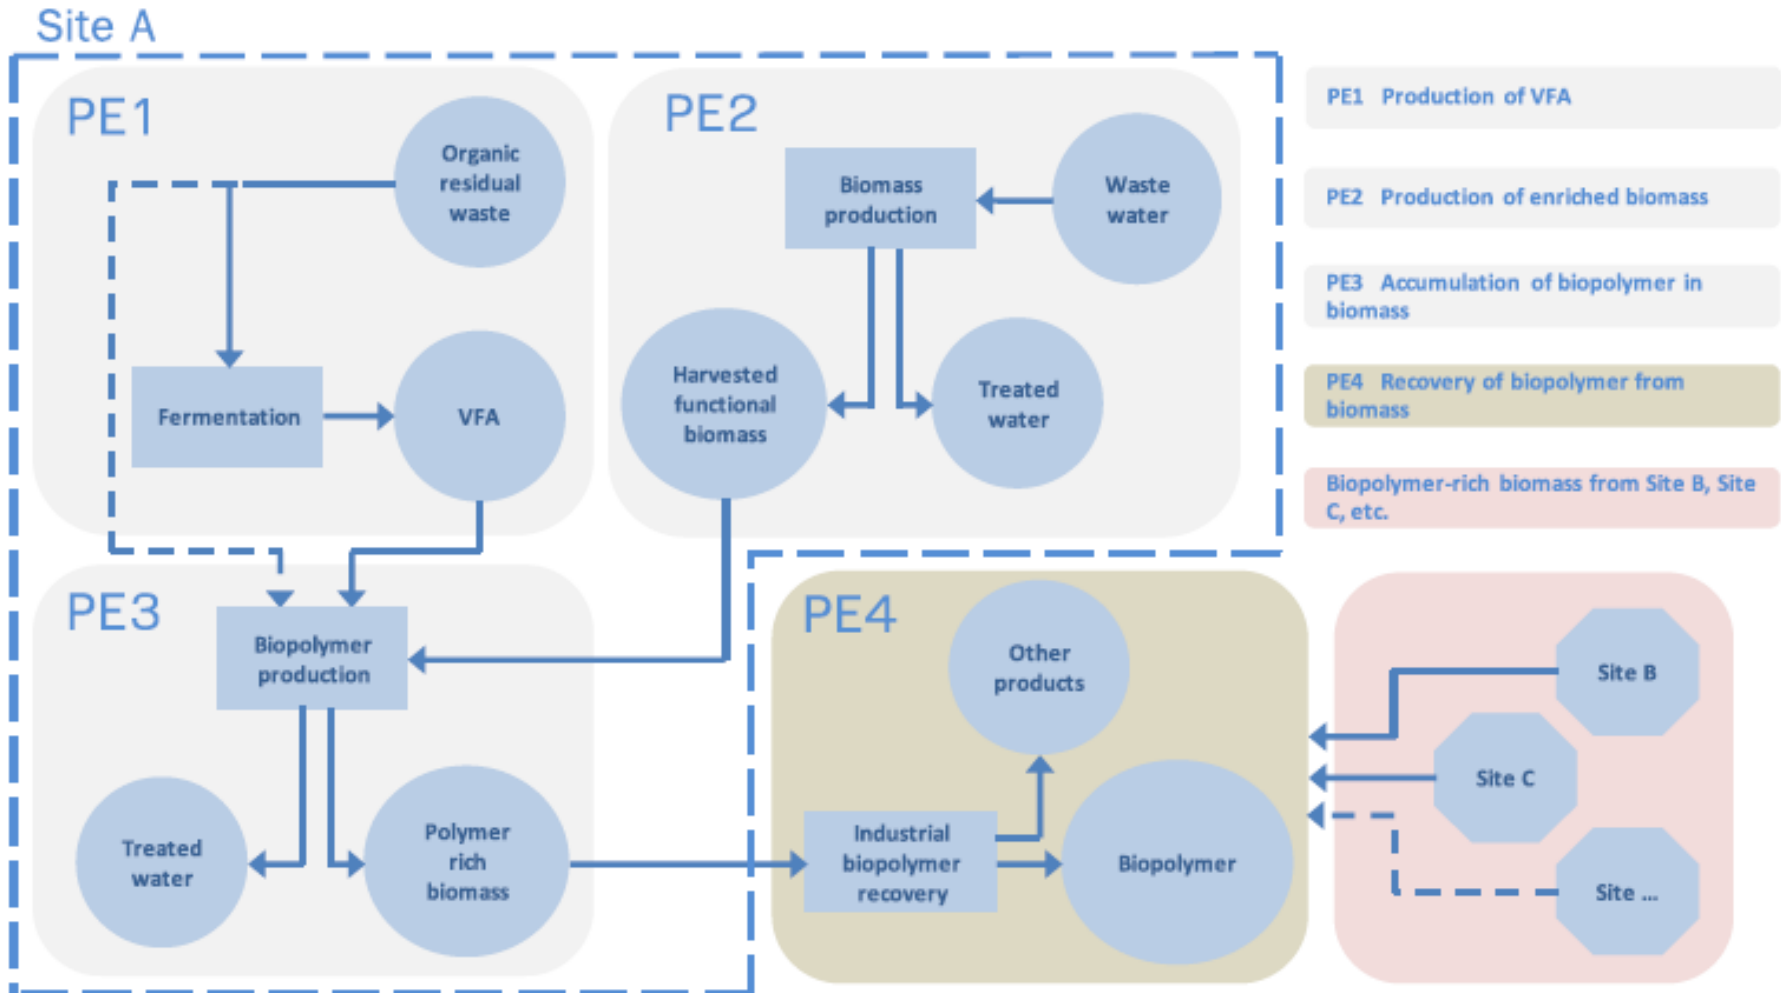 Site A
PE1
Organic
residual
waste
Fermentation
VFA
PE2
Biomass
production
Waste
water
Harvested
functional
biomass
Treated
water
PE3
Biopolymer
production
Treated
water
Polymer
rich
biomass
PE4
Other
products
Industrial
biopolymer
recovery
Biopolymer
PE1 Production of VFA
PE2 Production of enriched biomass
PE3 Accumulation of biopolymer in
biomass
PE4 Recovery of biopolymer from
biomass
Biopolymer-rich biomass from Site B, Site
C, etc.
Site B
Site C
Site ...